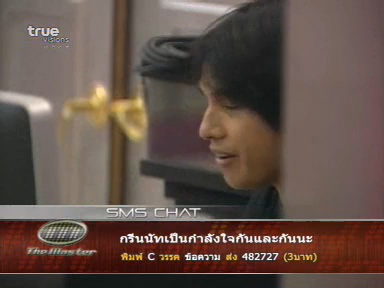 true
visions
SMS CHAT
The Master
กรีนนัทเป็นกำลังใจกันและกันนะ
พิมพ์ C วรรค ข้อความ ส่ง 482727 (3บาท)